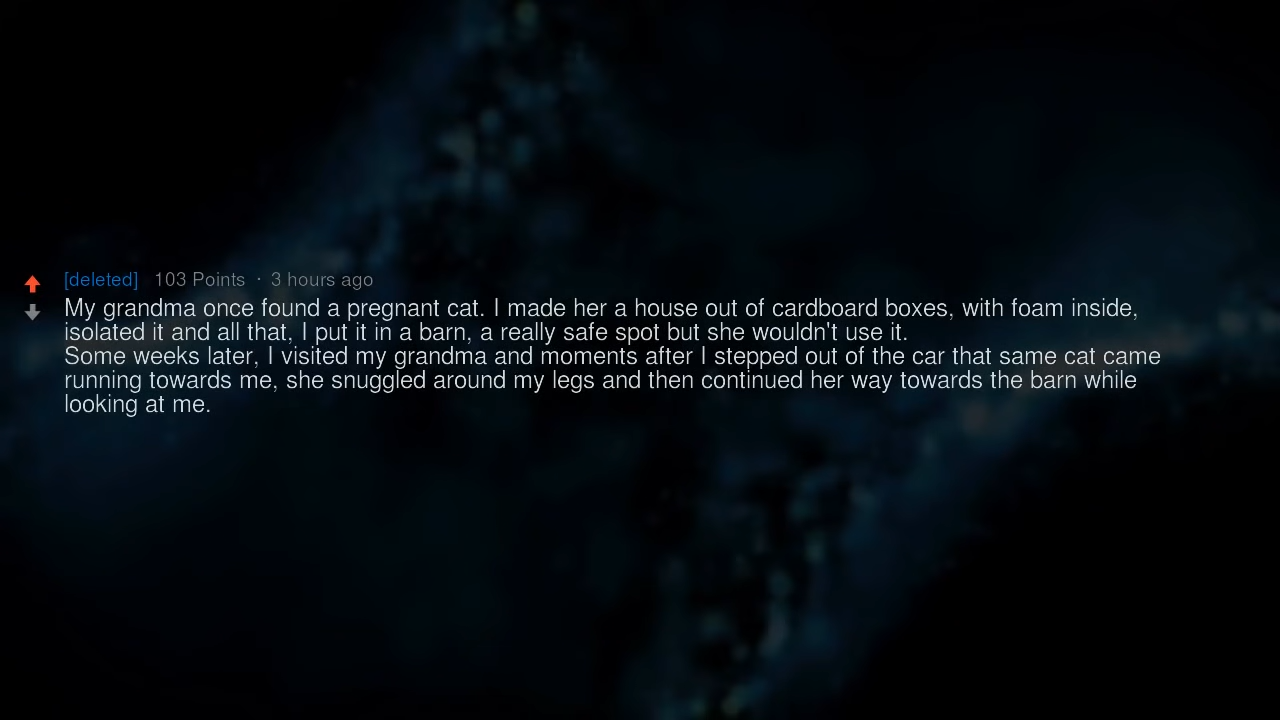 [deleted] 103 Points · 3 hours ago
My grandma once found a pregnant cat. I made her a house out of cardboard boxes, with foam inside,
isolated it and all that, I put it in a barn, a really safe spot but she wouldn't use it.
Some weeks later, I visited my grandma and moments after I stepped out of the car that same cat came
running towards me, she snuggled around my legs and then continued her way towards the barn while
looking at me.